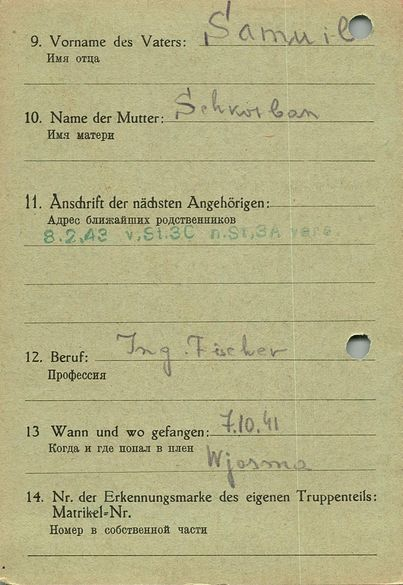 9. Vorname des Vaters: Samuil
Имя отца
10. Name der Mutter: Schkorban
Имя матери
11. Anschrift der nächsten Angehörigen:
Адрес ближайших родственников
8.2.43 v.St.3C n.St.3A vers.
12. Beruf: Ing. Fischer
Профессия
13 Wann und wo gefangen: 7.10.41
Когда и где попал в плен
Wjasma
14. Nr. der Erkennungsmarke des eigenen Truppenteils:
Matrikel-Nr.
Номер в собственной части